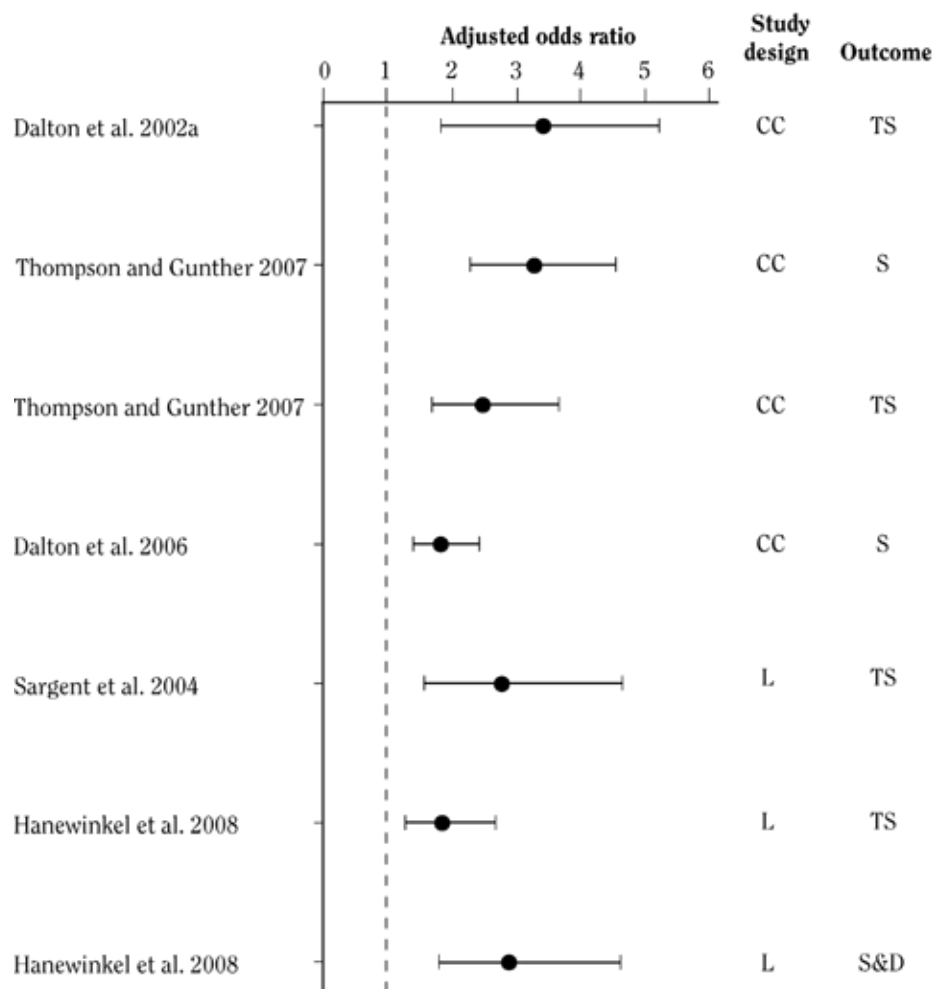 Adjusted odds ratio
Study
design
Outcome
0 1 2 3 4 5 6
Dalton et al. 2002a CC TS
Thompson and Gunther 2007 CC S
Thompson and Gunther 2007 CC TS
Dalton et al. 2006 CC S
Sargent et al. 2004 L TS
Hanewinkel et al. 2008 L TS
Hanewinkel et al. 2008 L S&D